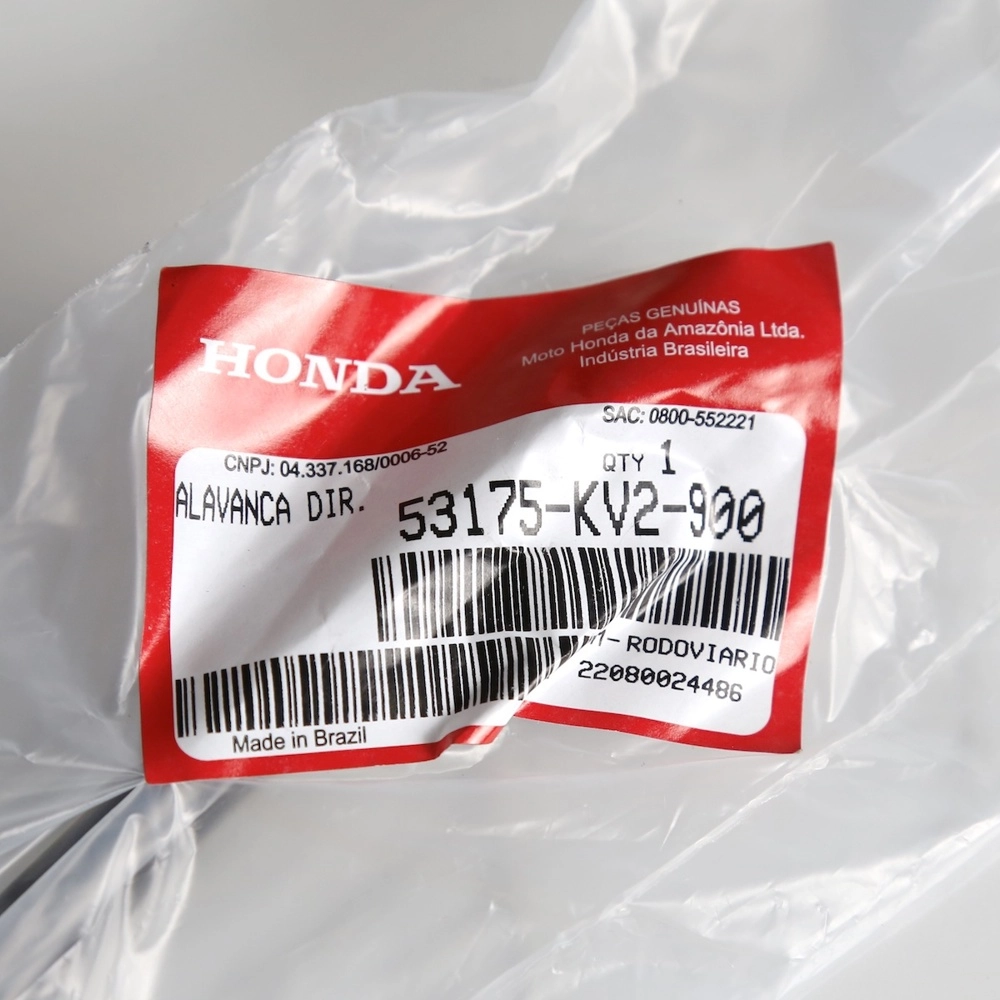 HONDA
PEÇAS GENUÍNAS
Moto Honda da Amazônia Ltda.
Indústria Brasileira
SAC: 0800-552221
CNPJ: 04.337.168/0006-52
QTY 1
ALAVANCA DIR. 53175-KV2-900
1- RODOVIARIO
22080024486
Made in Brazil